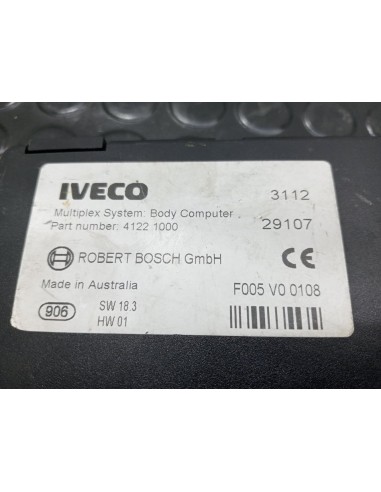 IVECO 3112
Multiplex System: Body Computer
Part number: 4122 1000 29107
ROBERT BOSCH GmbH CE
Made in Australia F005 V0 0108
906 SW 18.3
HW 01